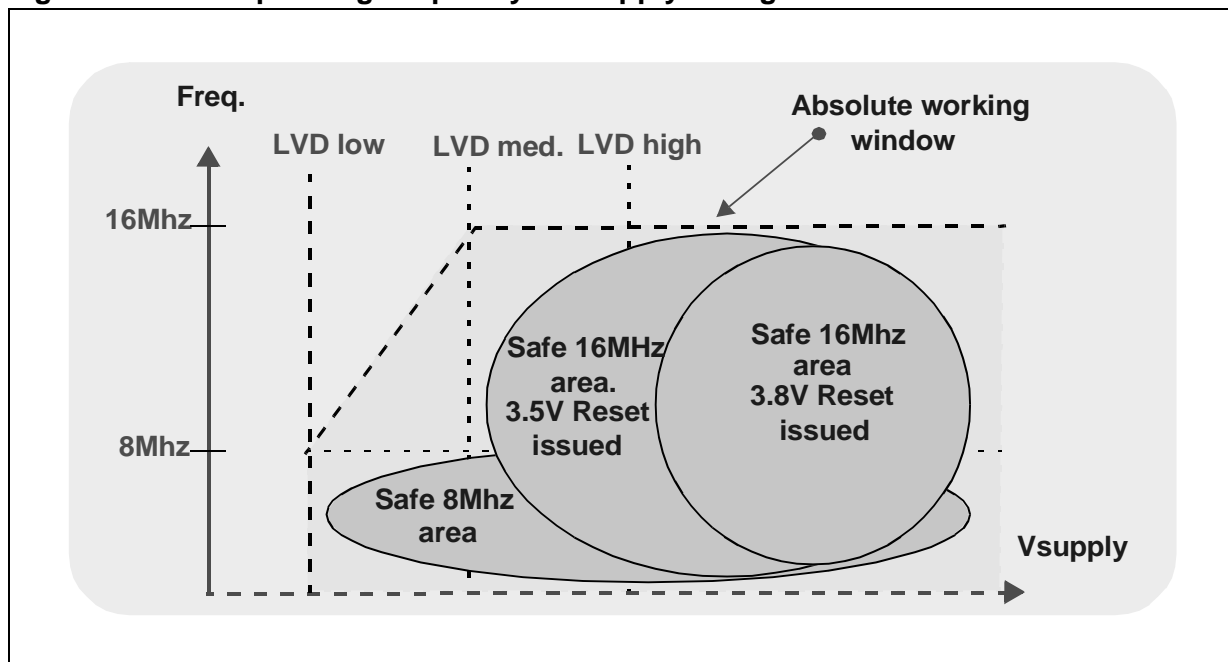 Freq.
Absolute working
window
LVD low
LVD med.
LVD high
16Mhz
Safe 16MHz
area.
3.5V Reset
issued
Safe 16Mhz
area
3.8V Reset
issued
8Mhz
Safe 8Mhz
area
Vsupply